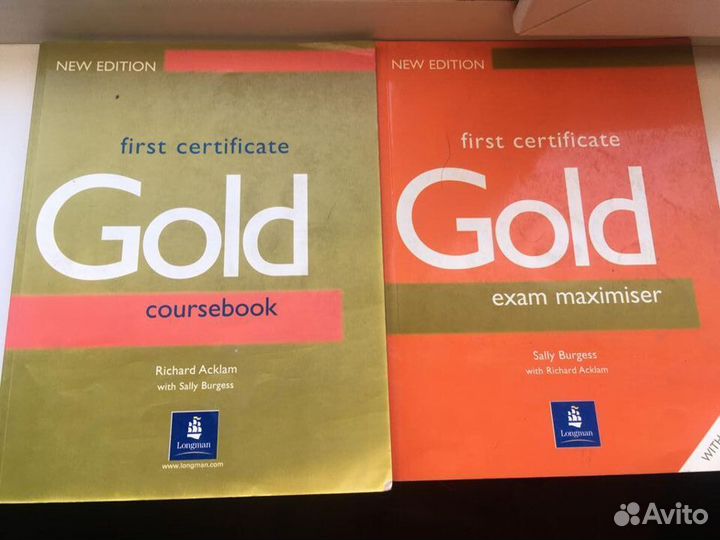 NEW EDITION
first certificate
Gold
coursebook
Richard Acklam
with Sally Burgess
Longman
www.longman.com
NEW EDITION
first certificate
Gold
exam maximiser
Sally Burgess
with Richard Acklam
Longman
WITH
Avito